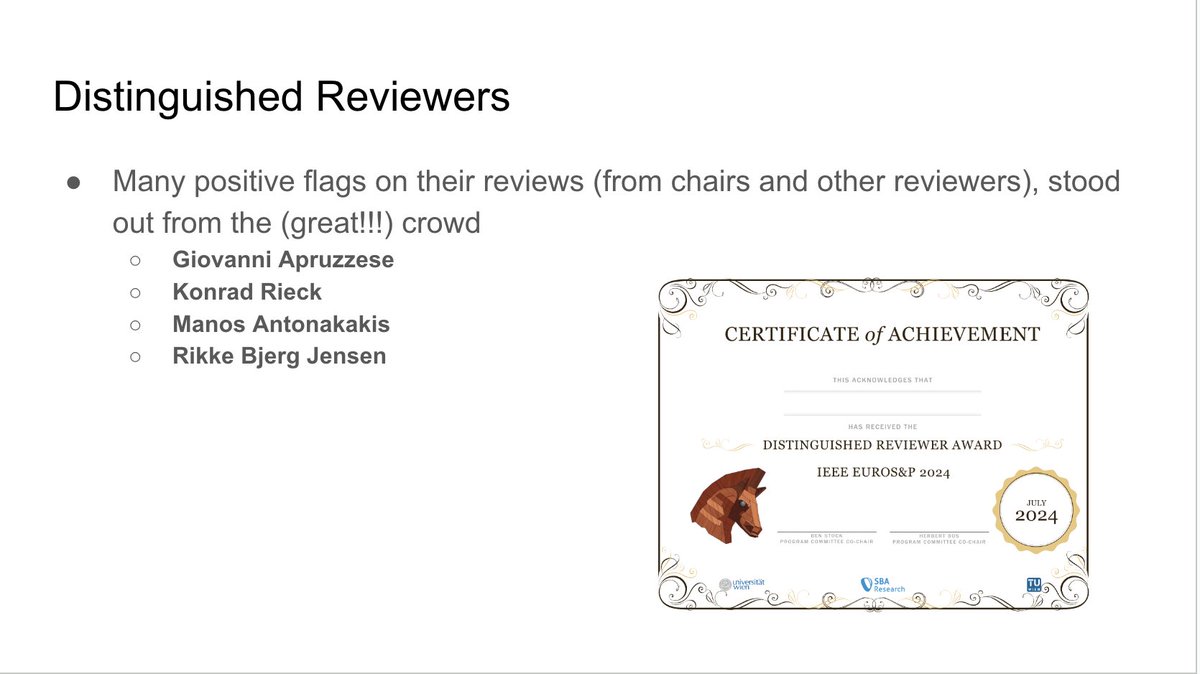 Distinguished Reviewers
● Many positive flags on their reviews (from chairs and other reviewers), stood
out from the (great!!!) crowd
○ Giovanni Apruzzese
○ Konrad Rieck
○ Manos Antonakakis
○ Rikke Bjerg Jensen
CERTIFICATE of ACHIEVEMENT
THIS ACKNOWLEDGES THAT
HAS RECEIVED THE
DISTINGUISHED REVIEWER AWARD
IEEE EUROS&P 2024
JULY
2024
BEN STOCK
PROGRAM COMMITTEE CO-CHAIR
HERBERT BOS
PROGRAM COMMITTEE CO-CHAIR
universität
wien
SBA
Research
TU